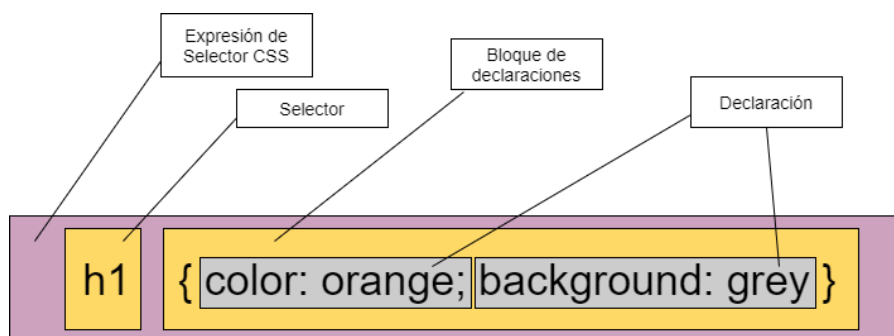 Expresión de
Selector CSS
Bloque de
declaraciones
Selector
Declaración
h1 { color: orange; background: grey }